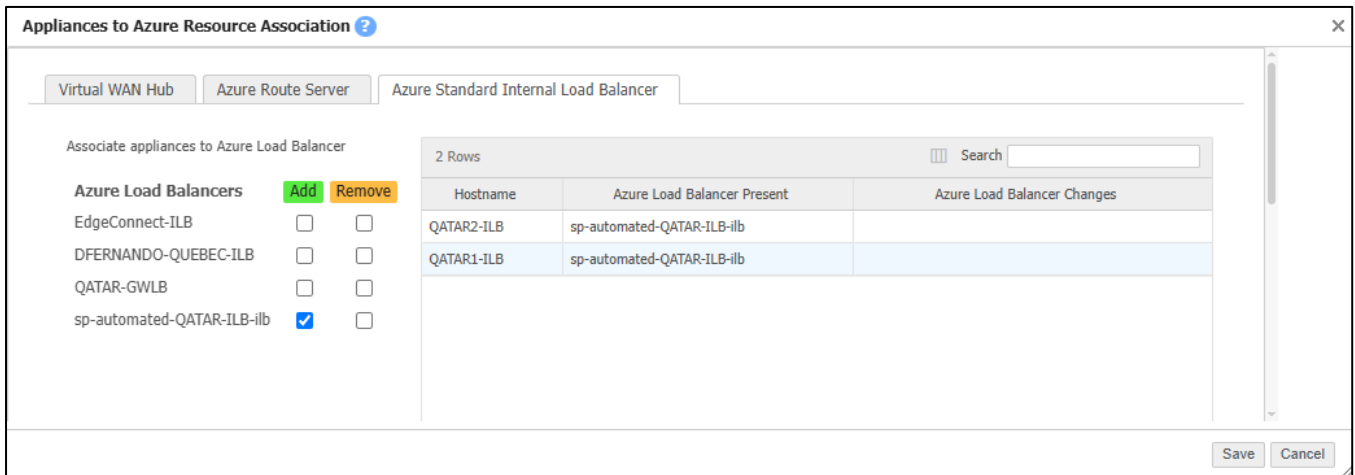 Appliances to Azure Resource Association ?
Virtual WAN Hub Azure Route Server Azure Standard Internal Load Balancer
Associate appliances to Azure Load Balancer
Azure Load Balancers Add Remove
EdgeConnect-ILB
DFERNANDO-QUEBEC-ILB
QATAR-GWLB
sp-automated-QATAR-ILB-ilb
2 Rows Search
Hostname Azure Load Balancer Present Azure Load Balancer Changes
QATAR2-ILB sp-automated-QATAR-ILB-ilb
QATAR1-ILB sp-automated-QATAR-ILB-ilb
Save Cancel